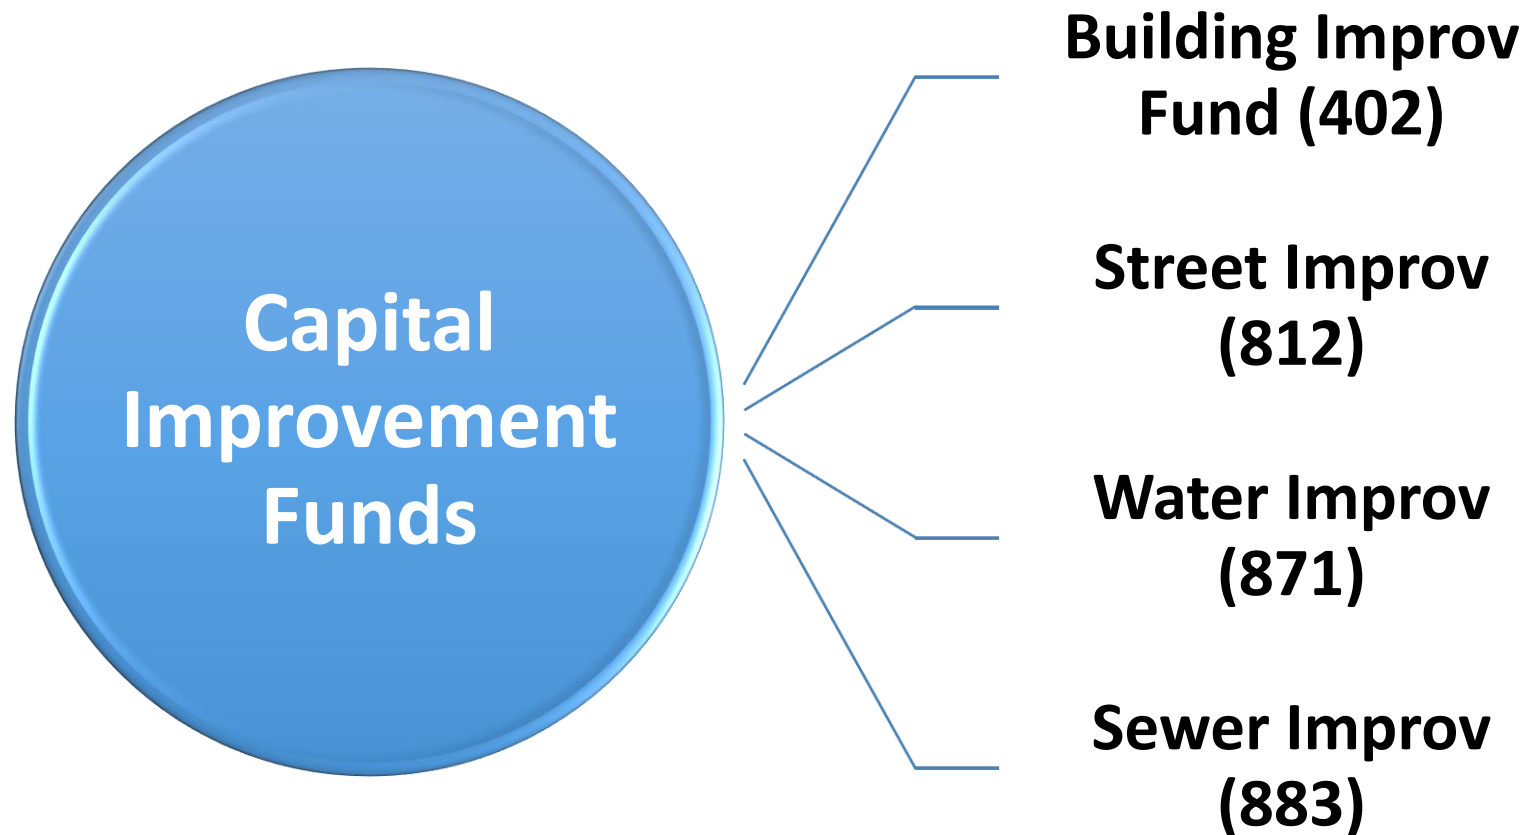 Capital
Improvement
Funds
Building Improv
Fund (402)
Street Improv
(812)
Water Improv
(871)
Sewer Improv
(883)